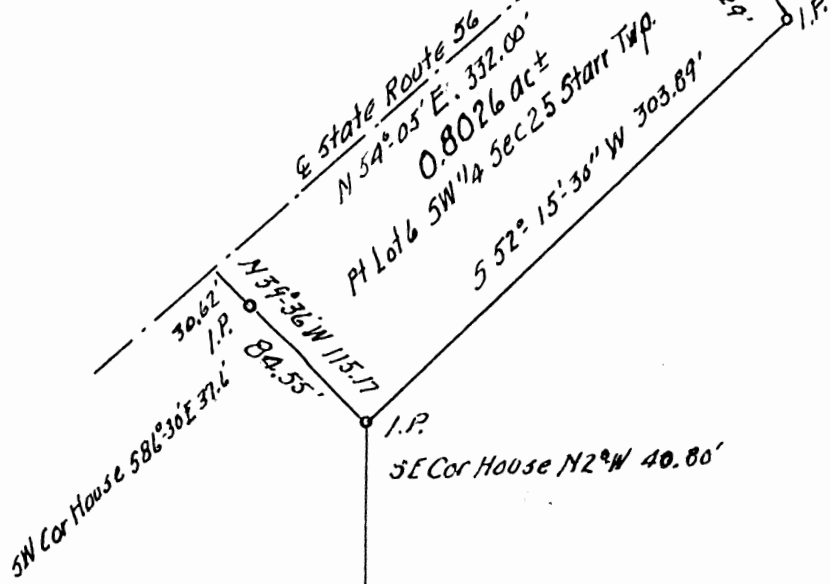 ℄ State Route 56
N 54°-05' E. 332.00'
0.8026 ac ±
Pt Lot 6 SW 1/4 Sec 25 Starr Twp.
S 52°-15'-30" W 303.89'
I.P.
N 39°-36' W 115.17
30.62'
I.P.
84.55'
I.P.
SW Cor House S86°-30'E 37.6'
SE Cor House N2°W 40.80'